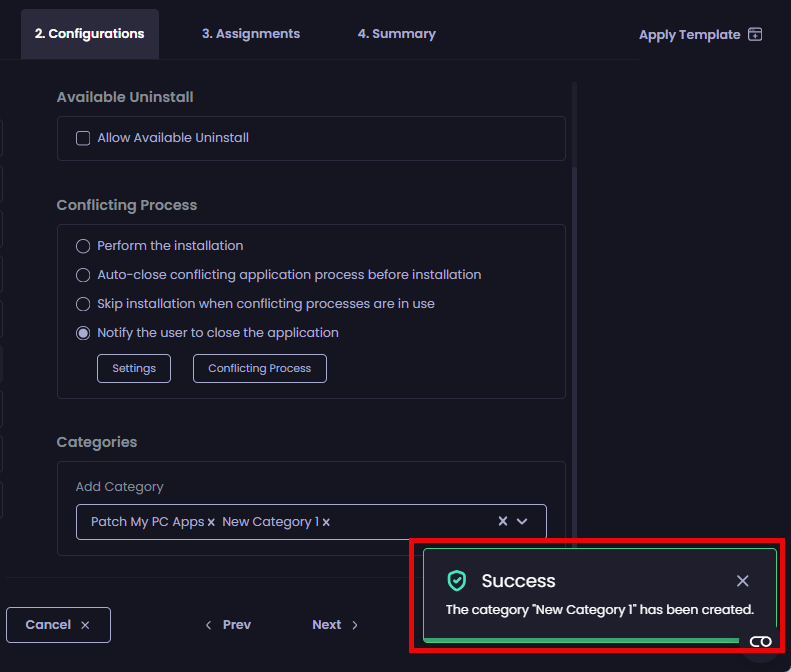 2. Configurations
3. Assignments
4. Summary
Apply Template
Available Uninstall
Allow Available Uninstall
Conflicting Process
Perform the installation
Auto-close conflicting application process before installation
Skip installation when conflicting processes are in use
Notify the user to close the application
Settings
Conflicting Process
Categories
Add Category
Patch My PC Apps x New Category 1 x
Success
The category "New Category 1" has been created.
Cancel
Prev
Next